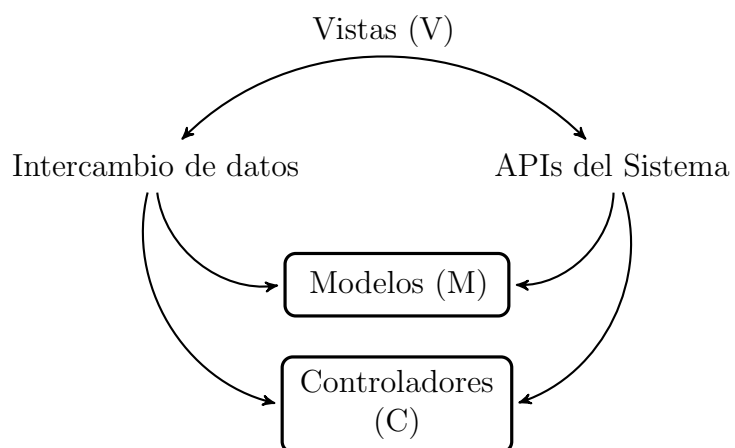 Vistas (V)
Intercambio de datos
APIs del Sistema
Modelos (M)
Controladores
(C)